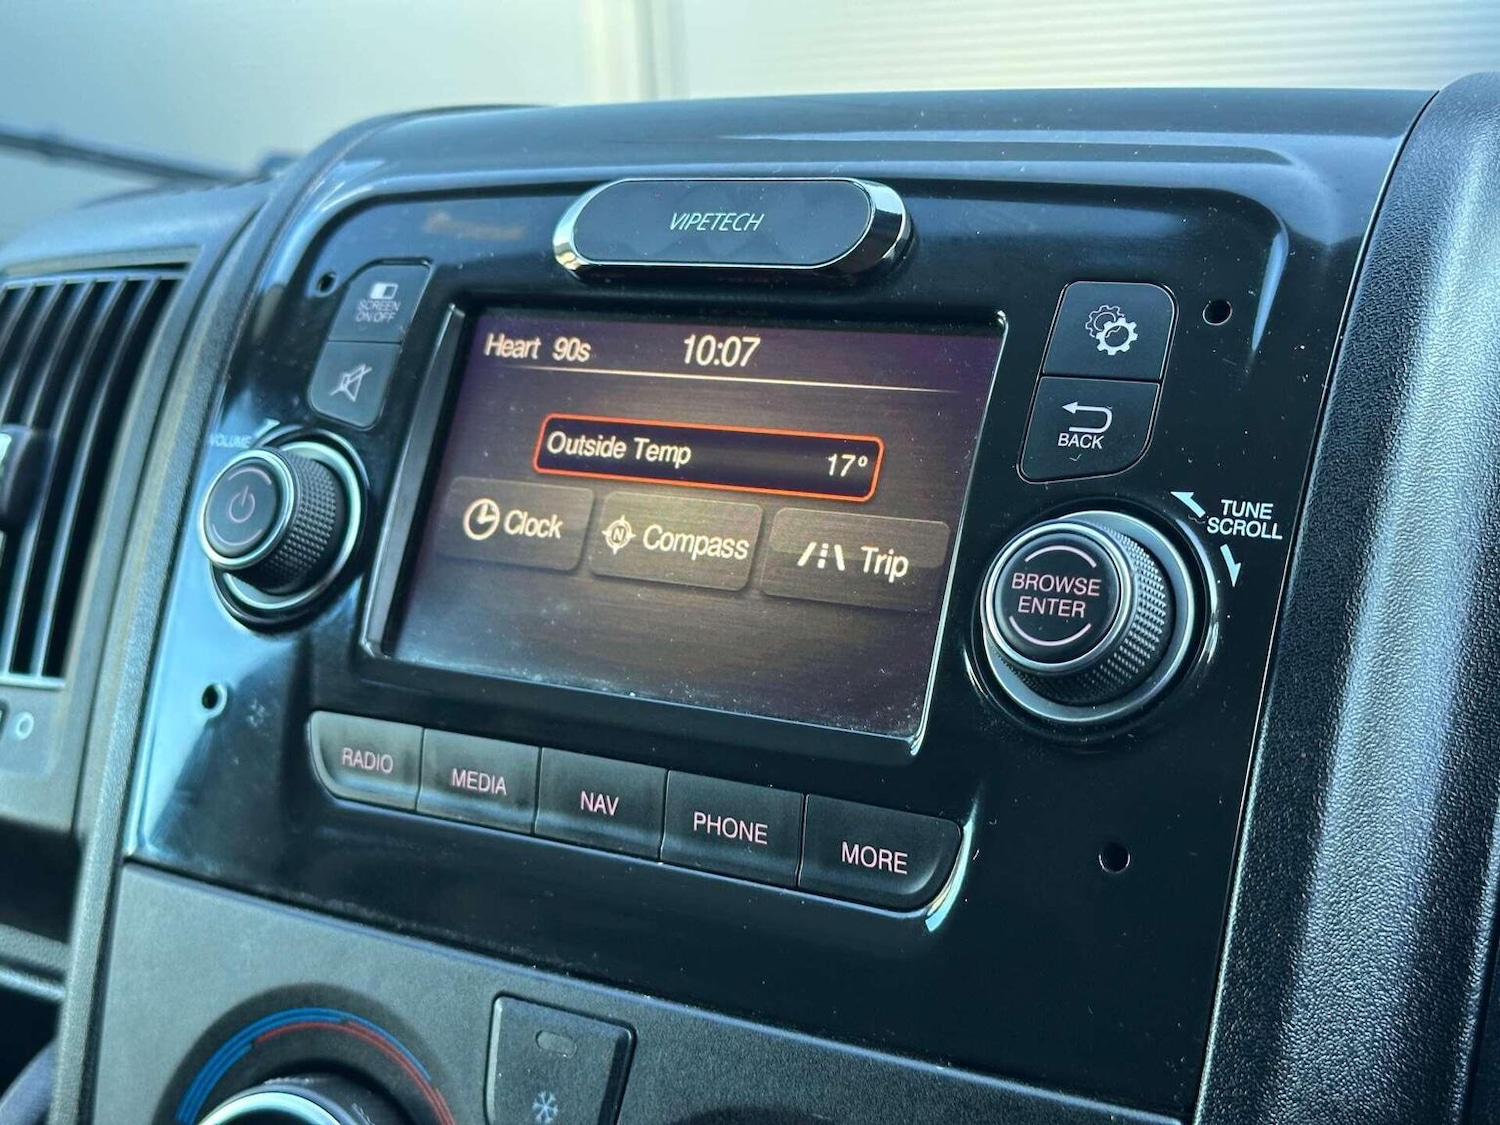 VIPETECH
SCREEN
ON/OFF
Heart 90s
10:07
Outside Temp
17°
VOLUME
Clock
N
Compass
Trip
BACK
TUNE
SCROLL
BROWSE
ENTER
RADIO
MEDIA
NAV
PHONE
MORE